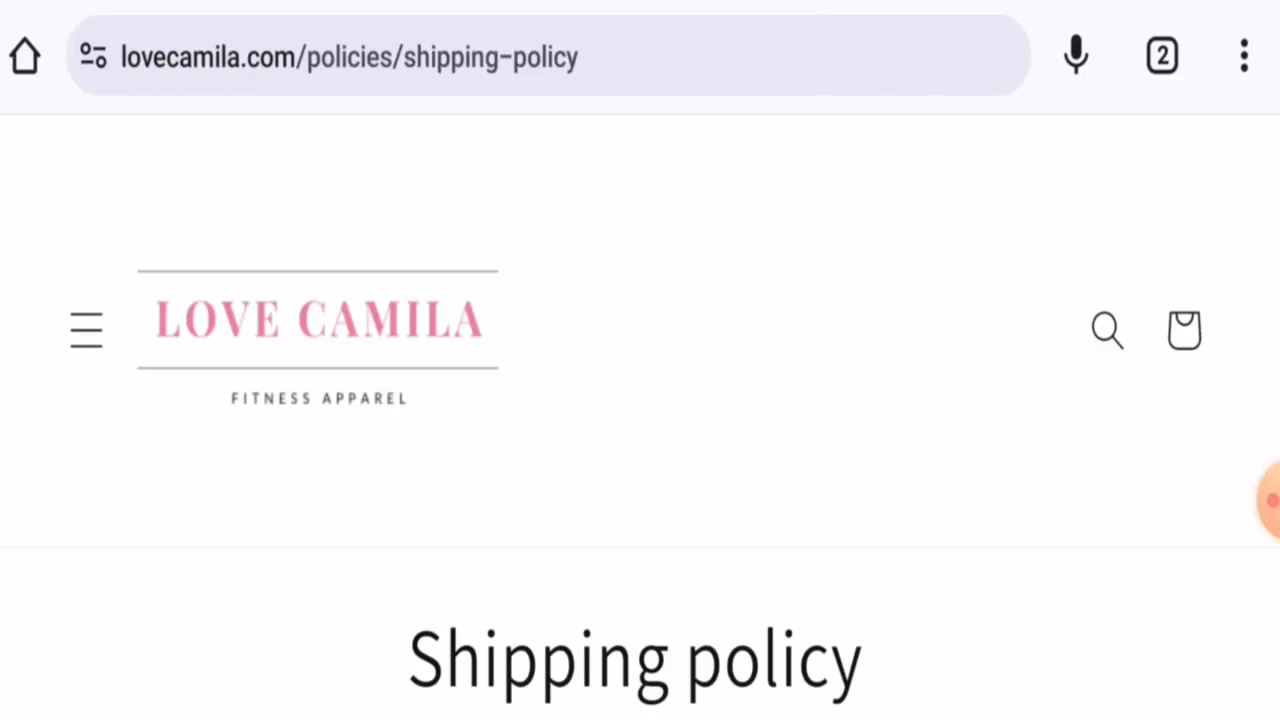 lovecamila.com/policies/shipping-policy
2
LOVE CAMILA
FITNESS APPAREL
Shipping policy